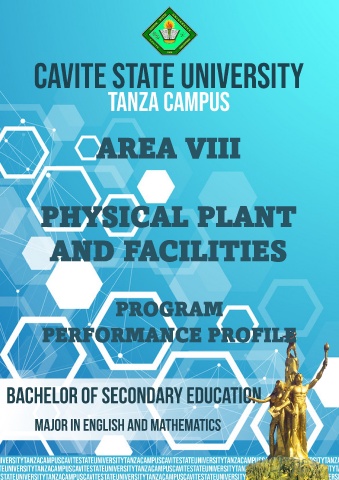 CAVITE STATE UNIVERSITY
TANZA CAMPUS
AREA VIII
PHYSICAL PLANT
AND FACILITIES
PROGRAM
PERFORMANCE PROFILE
BACHELOR OF SECONDARY EDUCATION
MAJOR IN ENGLISH AND MATHEMATICS
VERSITYTANZACAMPUSCAVITESTATEUNIVERSITYTANZACAMPUSCAVITESTATEUNIVERSITYTANZACAMPUS